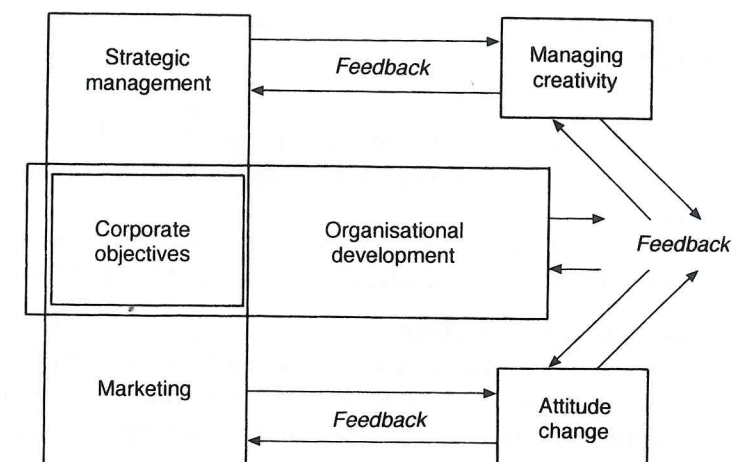 Strategic
management
Feedback
Managing
creativity
Corporate
objectives
Organisational
development
Feedback
Marketing
Feedback
Attitude
change